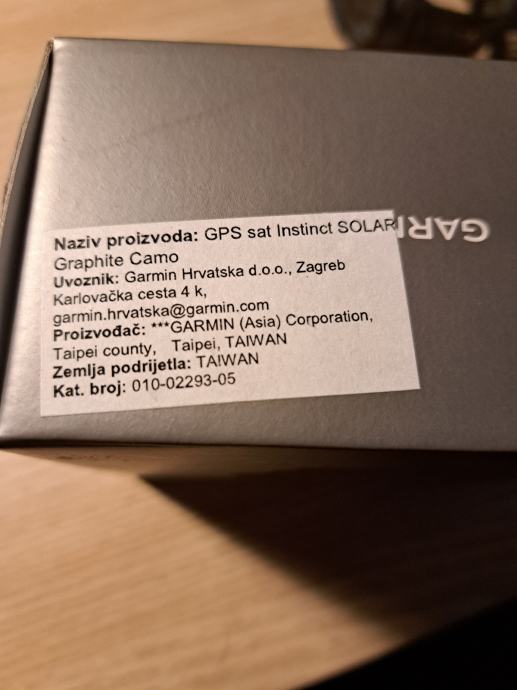 Naziv proizvoda: GPS sat Instinct SOLAR
Graphite Camo
Uvoznik: Garmin Hrvatska d.o.o., Zagreb
Karlovačka cesta 4 k,
garmin.hrvatska@garmin.com
Proizvođač: ***GARMIN (Asia) Corporation,
Taipei county, Taipei, TAIWAN
Zemlja podrijetla: TAIWAN
Kat. broj: 010-02293-05
GARM